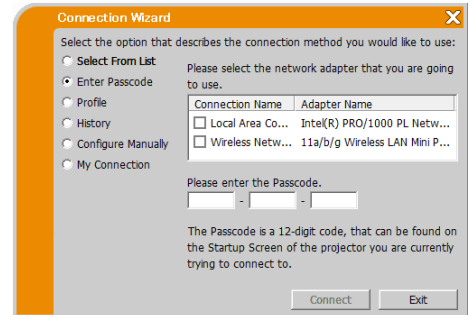 Connection Wizard
Select the option that describes the connection method you would like to use:
Select From List
Enter Passcode
Profile
History
Configure Manually
My Connection
Please select the network adapter that you are going
to use.
Connection Name Adapter Name
Local Area Co... Intel(R) PRO/1000 PL Netw...
Wireless Netw... 11a/b/g Wireless LAN Mini P...
Please enter the Passcode.
- -
The Passcode is a 12-digit code, that can be found on
the Startup Screen of the projector you are currently
trying to connect to.
Connect Exit